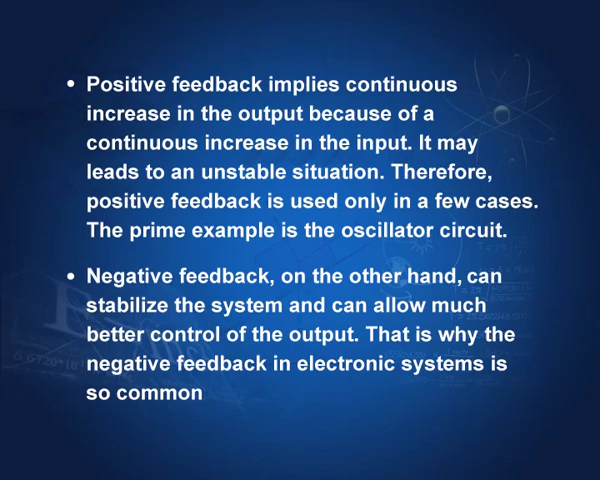 • Positive feedback implies continuous
increase in the output because of a
continuous increase in the input. It may
leads to an unstable situation. Therefore,
positive feedback is used only in a few cases.
The prime example is the oscillator circuit.
• Negative feedback, on the other hand, can
stabilize the system and can allow much
better control of the output. That is why the
negative feedback in electronic systems is
so common